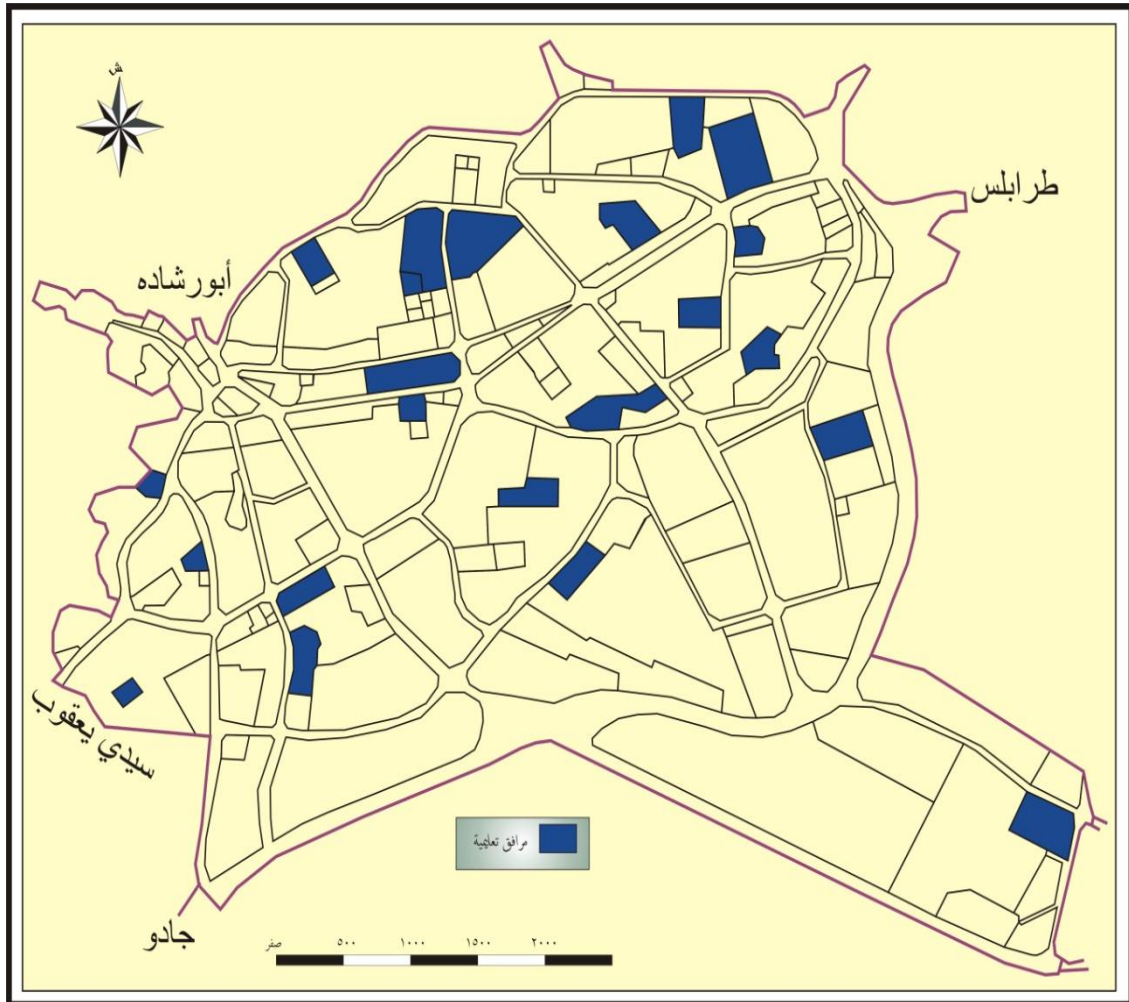 ش
طرابلس
أبورشاده
سيدي يعقوب
مرافق تعليمية
جادو
صفر ٥٠٠ ١٠٠٠ ١٥٠٠ ٢٠٠٠